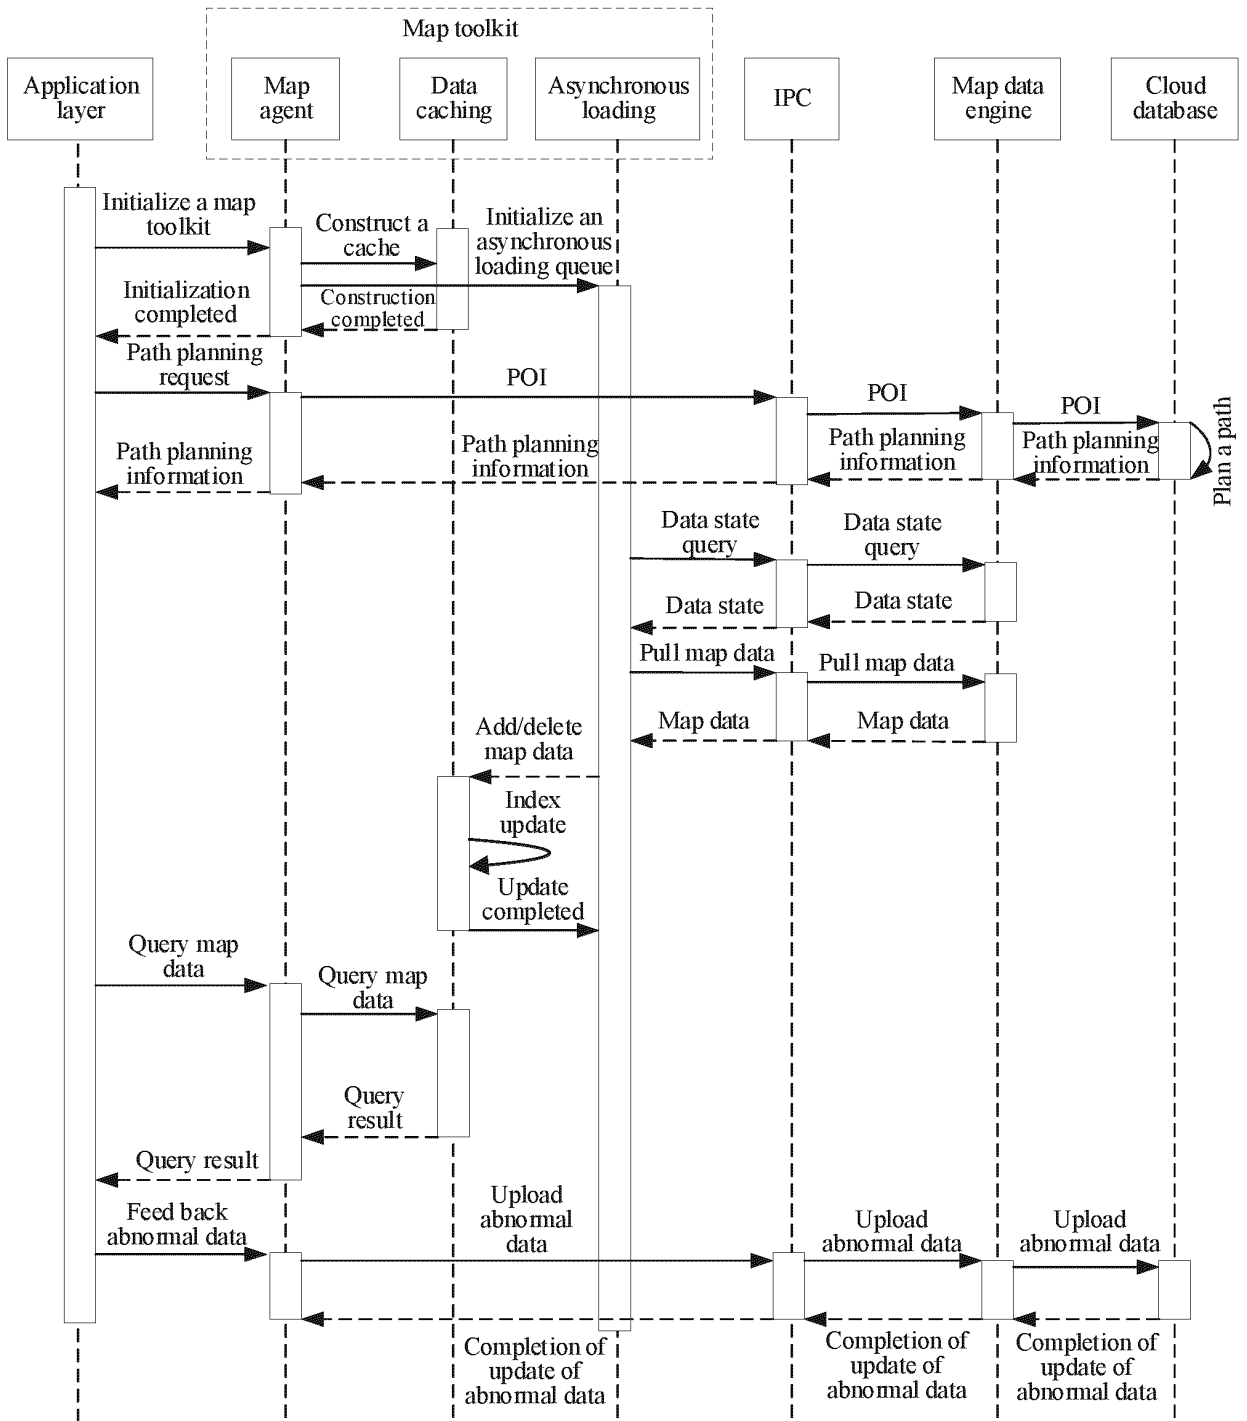 Map toolkit
Application
layer
Map
agent
Data
caching
Asynchronous
loading
IPC
Map data
engine
Cloud
database
Initialize a map
toolkit
Construct a
cache
Initialize an
asynchronous
loading queue
Initialization
completed
Construction
completed
Path planning
request
POI
POI
POI
Plan a path
Path planning
information
Path planning
information
Path planning
information
Path planning
information
Data state
query
Data state
query
Data state
Data state
Pull map data
Pull map data
Map data
Map data
Add/delete
map data
Index
update
Update
completed
Query map
data
Query map
data
Query
result
Query result
Feed back
abnormal data
Upload
abnormal
data
Upload
abnormal data
Upload
abnormal data
Completion of
update of
abnormal data
Completion of
update of
abnormal data
Completion of
update of
abnormal data